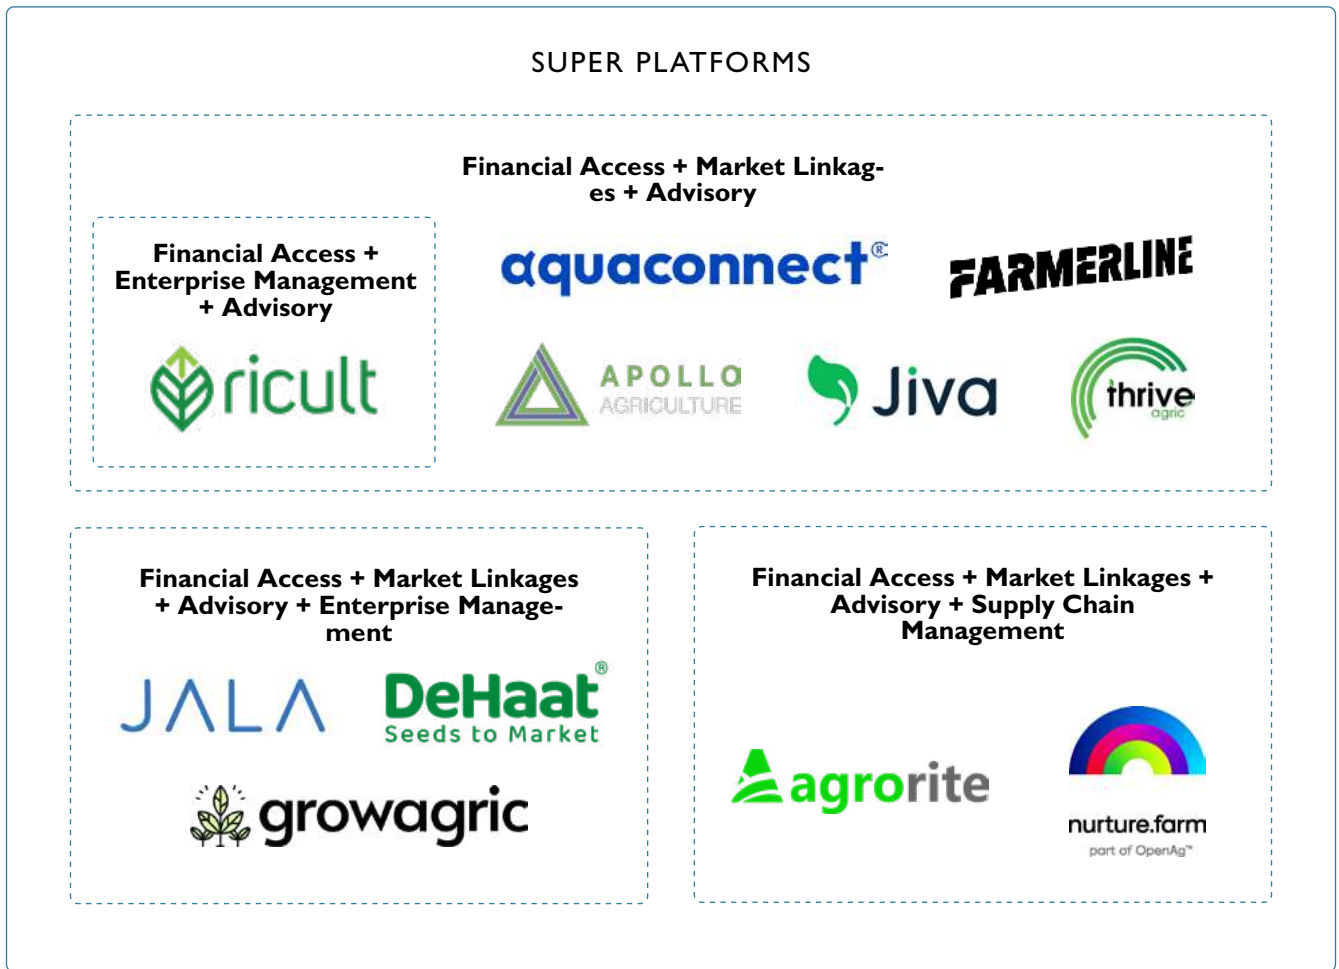 SUPER PLATFORMS
Financial Access + Market Linkag-
es + Advisory
Financial Access +
Enterprise Management
+ Advisory
ricult
aquaconnect®
FARMERLINE
APOLLO
AGRICULTURE
Jiva
thrive
agric
Financial Access + Market Linkages
+ Advisory + Enterprise Manage-
ment
JALA
DeHaat®
Seeds to Market
growagric
Financial Access + Market Linkages +
Advisory + Supply Chain
Management
agrorite
nurture.farm
part of OpenAg™